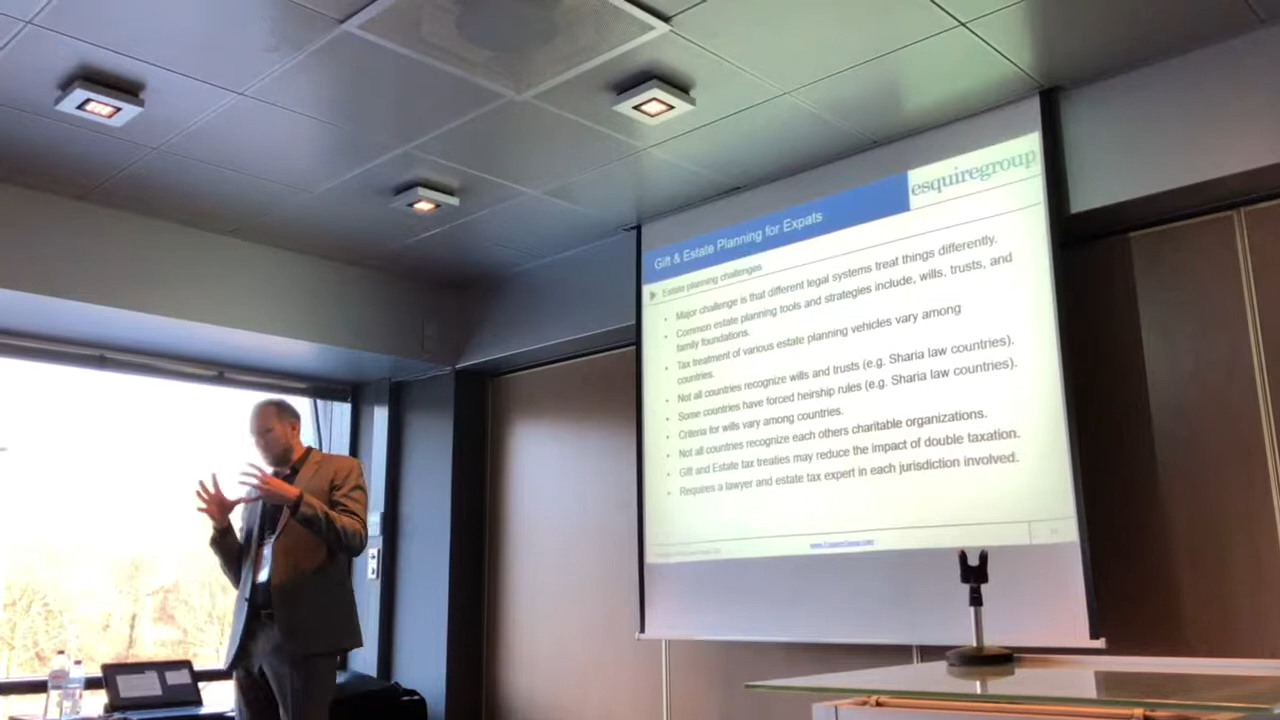 esquiregroup
Gift & Estate Planning for Expats
Estate planning challenges
Major challenge is that different legal systems treat things differently.
Common estate planning tools and strategies include, wills, trusts, and
family foundations.
Tax treatment of various estate planning vehicles vary among
countries.
Not all countries recognize wills and trusts (e.g. Sharia law countries).
Some countries have forced heirship rules (e.g. Sharia law countries).
Criteria for wills vary among countries.
Not all countries recognize each others charitable organizations.
Gift and Estate tax treaties may reduce the impact of double taxation.
Requires a lawyer and estate tax expert in each jurisdiction involved.
www.EsquireGroup.com